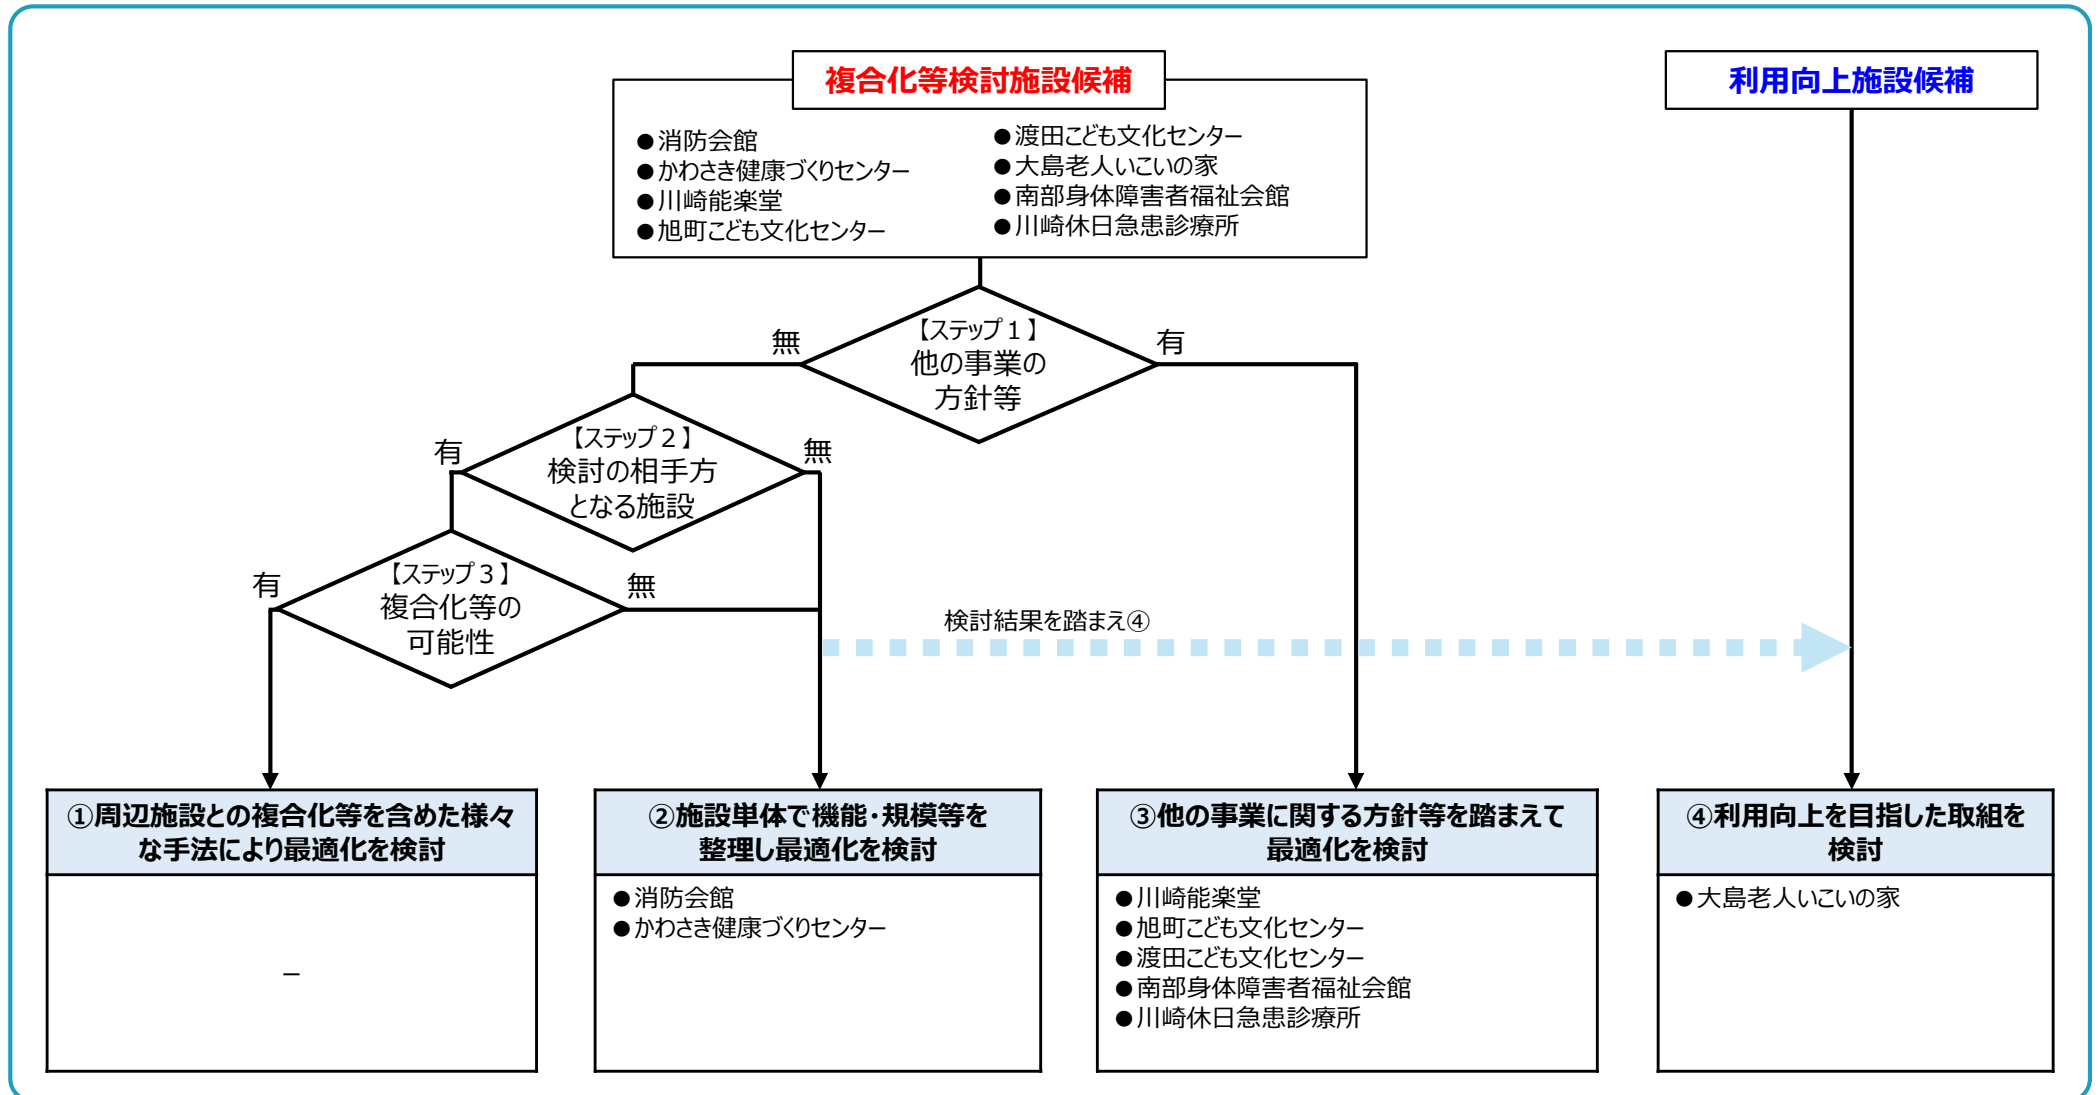 複合化等検討施設候補
利用向上施設候補
●消防会館
●かわさき健康づくりセンター
●川崎能楽堂
●旭町こども文化センター
●渡田こども文化センター
●大島老人いこいの家
●南部身体障害者福祉会館
●川崎休日急患診療所
【ステップ１】
他の事業の
方針等
無
有
【ステップ２】
検討の相手方
となる施設
有
無
【ステップ３】
複合化等の
可能性
有
無
検討結果を踏まえ④
①周辺施設との複合化等を含めた様々
な手法により最適化を検討
－
②施設単体で機能・規模等を
整理し最適化を検討
●消防会館
●かわさき健康づくりセンター
③他の事業に関する方針等を踏まえて
最適化を検討
●川崎能楽堂
●旭町こども文化センター
●渡田こども文化センター
●南部身体障害者福祉会館
●川崎休日急患診療所
④利用向上を目指した取組を
検討
●大島老人いこいの家